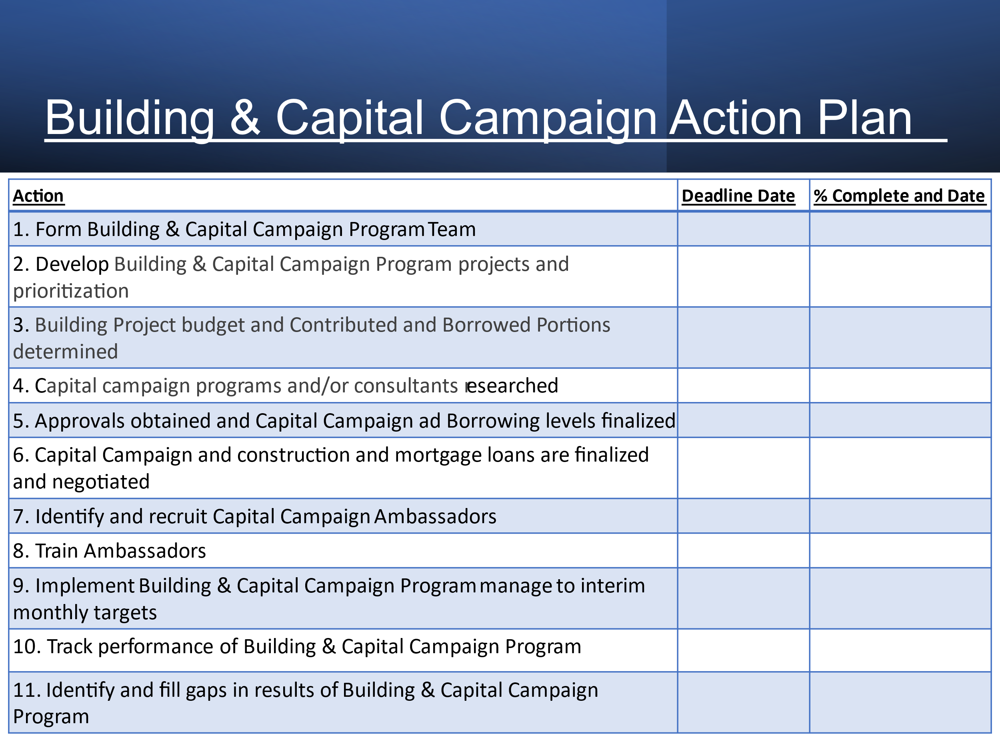 Building & Capital Campaign Action Plan
Action Deadline Date % Complete and Date
1. Form Building & Capital Campaign Program Team
2. Develop Building & Capital Campaign Program projects and
prioritization
3. Building Project budget and Contributed and Borrowed Portions
determined
4. Capital campaign programs and/or consultants researched
5. Approvals obtained and Capital Campaign ad Borrowing levels finalized
6. Capital Campaign and construction and mortgage loans are finalized
and negotiated
7. Identify and recruit Capital Campaign Ambassadors
8. Train Ambassadors
9. Implement Building & Capital Campaign Program manage to interim
monthly targets
10. Track performance of Building & Capital Campaign Program
11. Identify and fill gaps in results of Building & Capital Campaign
Program